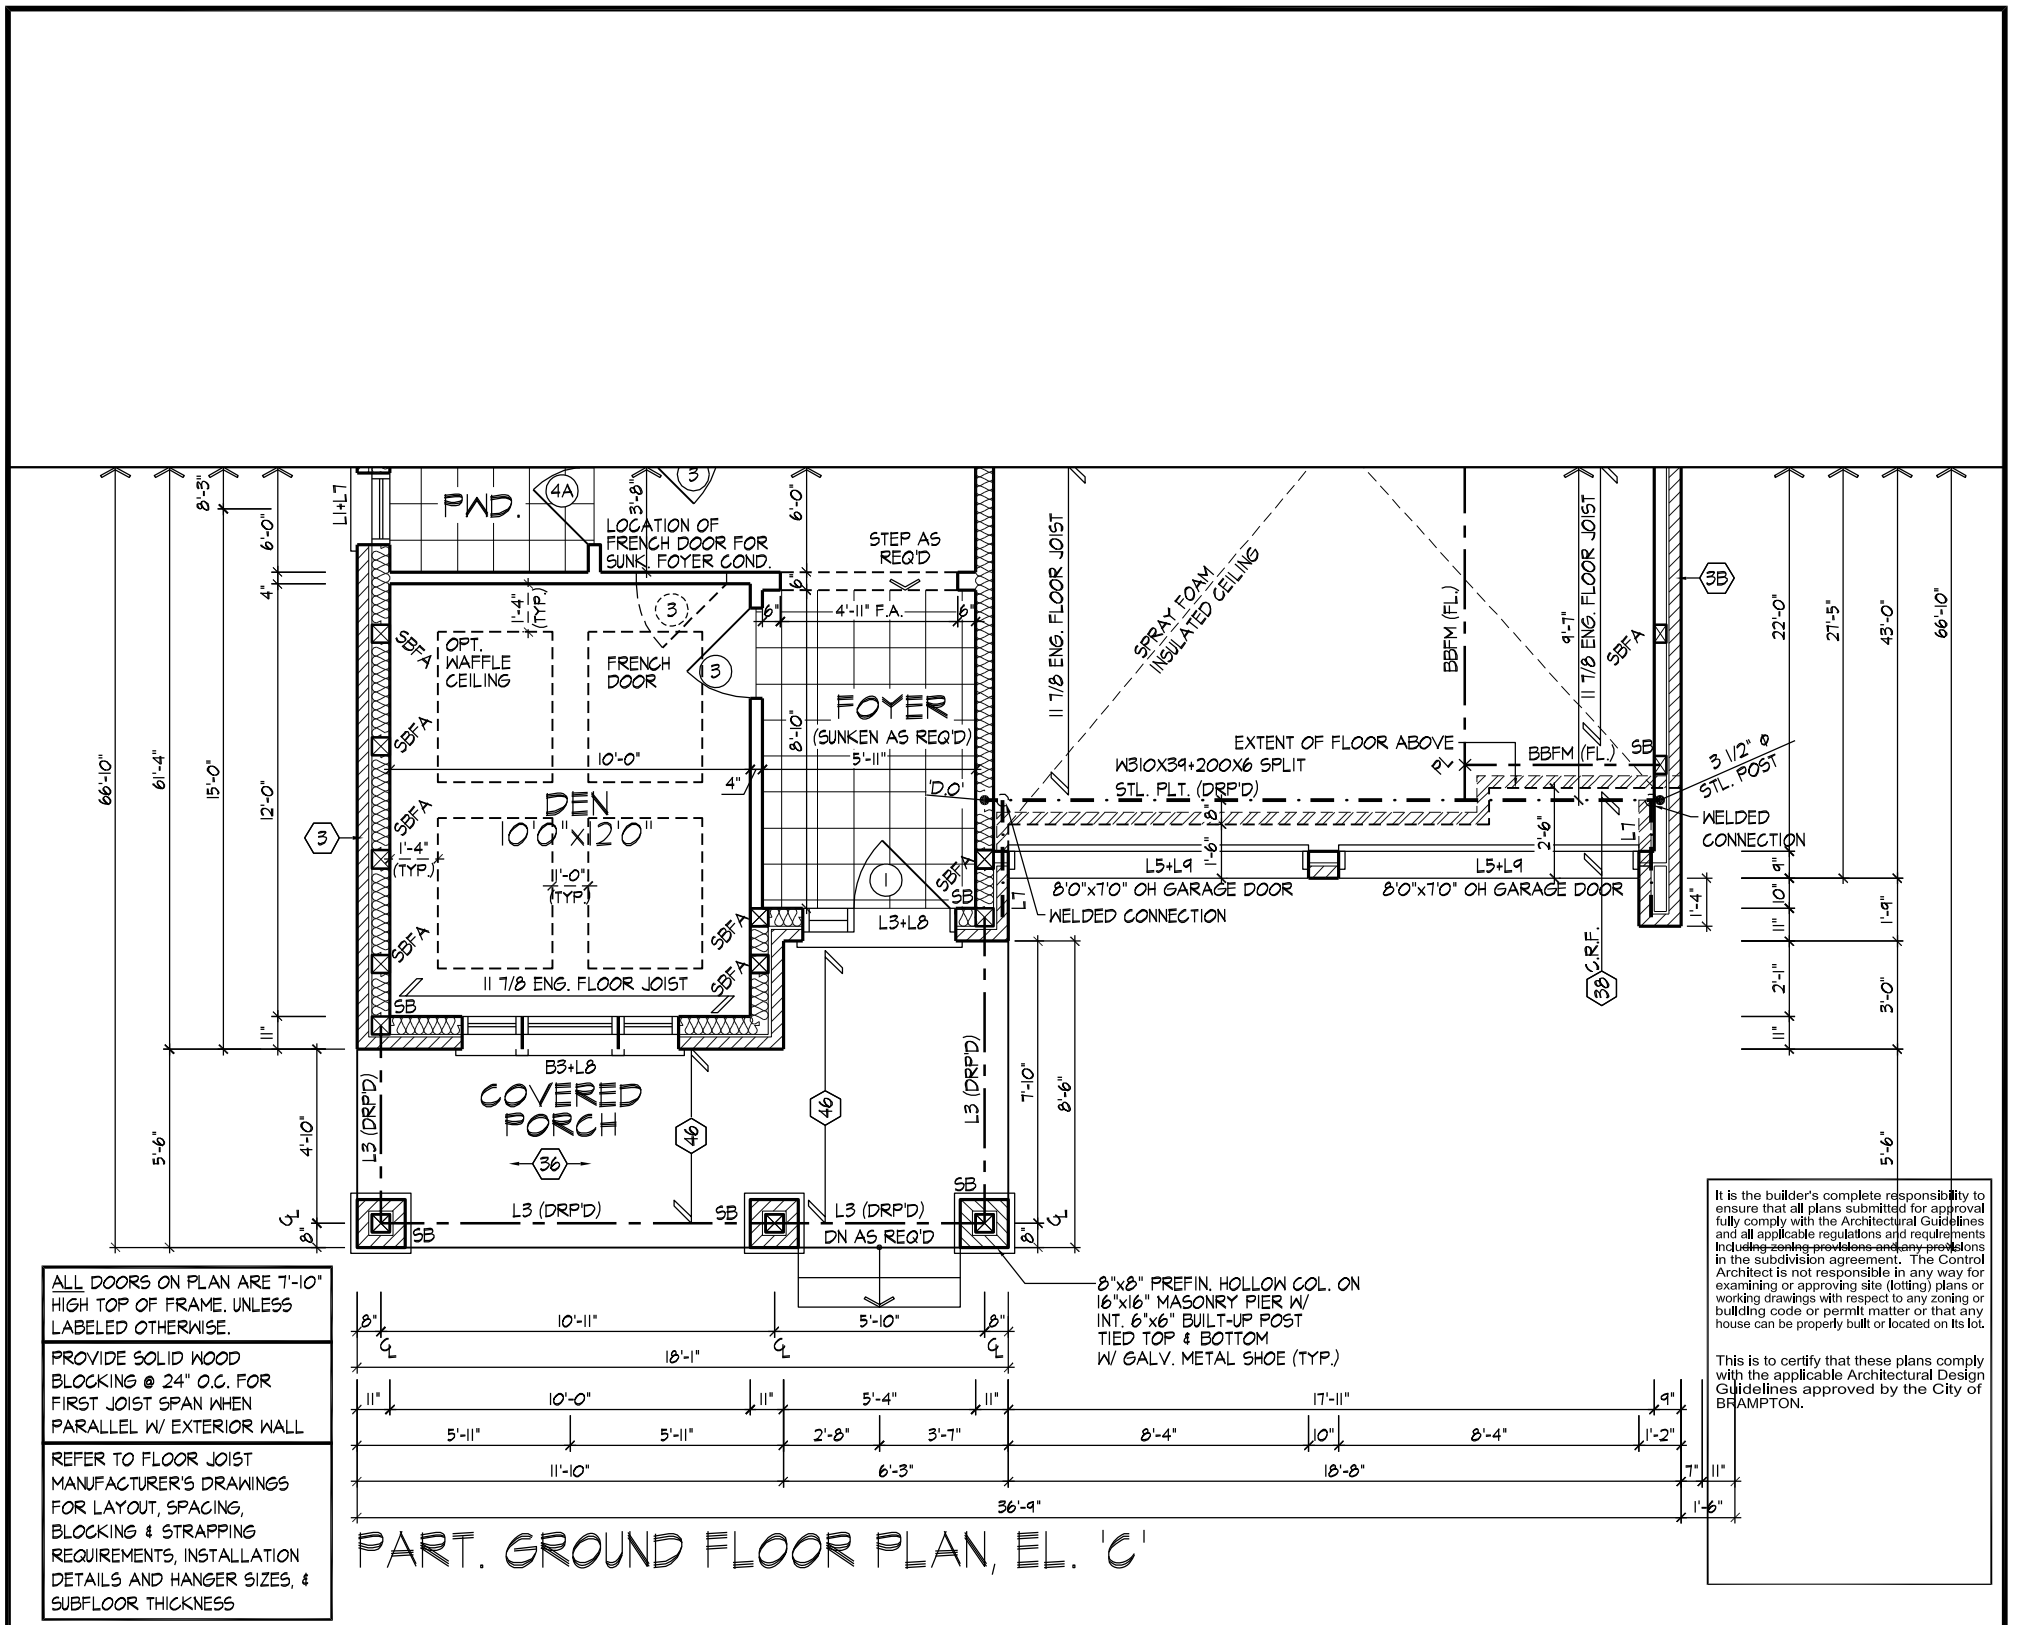 PWD.
4A
3
L1+L7
8'-3"
6'-0"
4"
66'-10"
61'-4"
15'-0"
12'-0"
11"
3'-8"
6'-0"
6"
LOCATION OF
FRENCH DOOR FOR
SUNK. FOYER COND.
STEP AS
REQ'D
1'-4"
(TYP.)
3
6"
4'-11" F.A.
6"
SBFA
OPT.
WAFFLE
CEILING
FRENCH
DOOR
3
FOYER
(SUNKEN AS REQ'D)
8'-10"
5'-11"
SBFA
10'-0"
4"
DEN
10'0"x12'0"
'D.O'
3
SBFA
1'-4"
(TYP.)
1'-0"
(TYP.)
1
SBFA
SB
L3+L8
SBFA
SBFA
SBFA
11 7/8 ENG. FLOOR JOIST
SB
B3+L8
COVERED
PORCH
36
46
46
L3 (DRP'D)
L3 (DRP'D)
5'-6"
4'-10"
8"
7'-10"
8'-6"
8"
SB
L3 (DRP'D)
SB
L3 (DRP'D)
SB
DN AS REQ'D
11 7/8 ENG. FLOOR JOIST
SPRAY FOAM
INSULATED CEILING
BBFM (FL.)
9'-7"
11 7/8 ENG. FLOOR JOIST
SBFA
3B
EXTENT OF FLOOR ABOVE
W310X39+200X6 SPLIT
STL. PLT. (DRP'D)
PL
BBFM (FL.)
SB
3 1/2" Φ
STL. POST
WELDED
CONNECTION
8"
1'-6"
2'-6"
L7
L5+L9
8'0"x7'0" OH GARAGE DOOR
L5+L9
8'0"x7'0" OH GARAGE DOOR
L7
WELDED CONNECTION
C.R.F.
38
1'-4"
22'-0"
27'-5"
43'-0"
66'-10"
9"
10"
11"
1'-9"
2'-1"
3'-0"
11"
5'-6"
8"x8" PREFIN. HOLLOW COL. ON
16"x16" MASONRY PIER W/
INT. 6"x6" BUILT-UP POST
TIED TOP & BOTTOM
W/ GALV. METAL SHOE (TYP.)
8"
10'-11"
5'-10"
8"
18'-1"
11"
10'-0"
11"
5'-4"
11"
17'-11"
9"
5'-11"
5'-11"
2'-8"
3'-7"
8'-4"
10"
8'-4"
1'-2"
11'-10"
6'-3"
18'-8"
7"
11"
36'-9"
1'-6"
PART. GROUND FLOOR PLAN, EL. 'C'
ALL DOORS ON PLAN ARE 7'-10"
HIGH TOP OF FRAME. UNLESS
LABELED OTHERWISE.
PROVIDE SOLID WOOD
BLOCKING @ 24" O.C. FOR
FIRST JOIST SPAN WHEN
PARALLEL W/ EXTERIOR WALL
REFER TO FLOOR JOIST
MANUFACTURER'S DRAWINGS
FOR LAYOUT, SPACING,
BLOCKING & STRAPPING
REQUIREMENTS, INSTALLATION
DETAILS AND HANGER SIZES, &
SUBFLOOR THICKNESS
It is the builder's complete responsibility to
ensure that all plans submitted for approval
fully comply with the Architectural Guidelines
and all applicable regulations and requirements
including zoning provisions and any provisions
in the subdivision agreement. The Control
Architect is not responsible in any way for
examining or approving site (lotting) plans or
working drawings with respect to any zoning or
building code or permit matter or that any
house can be properly built or located on its lot.
This is to certify that these plans comply
with the applicable Architectural Design
Guidelines approved by the City of
BRAMPTON.